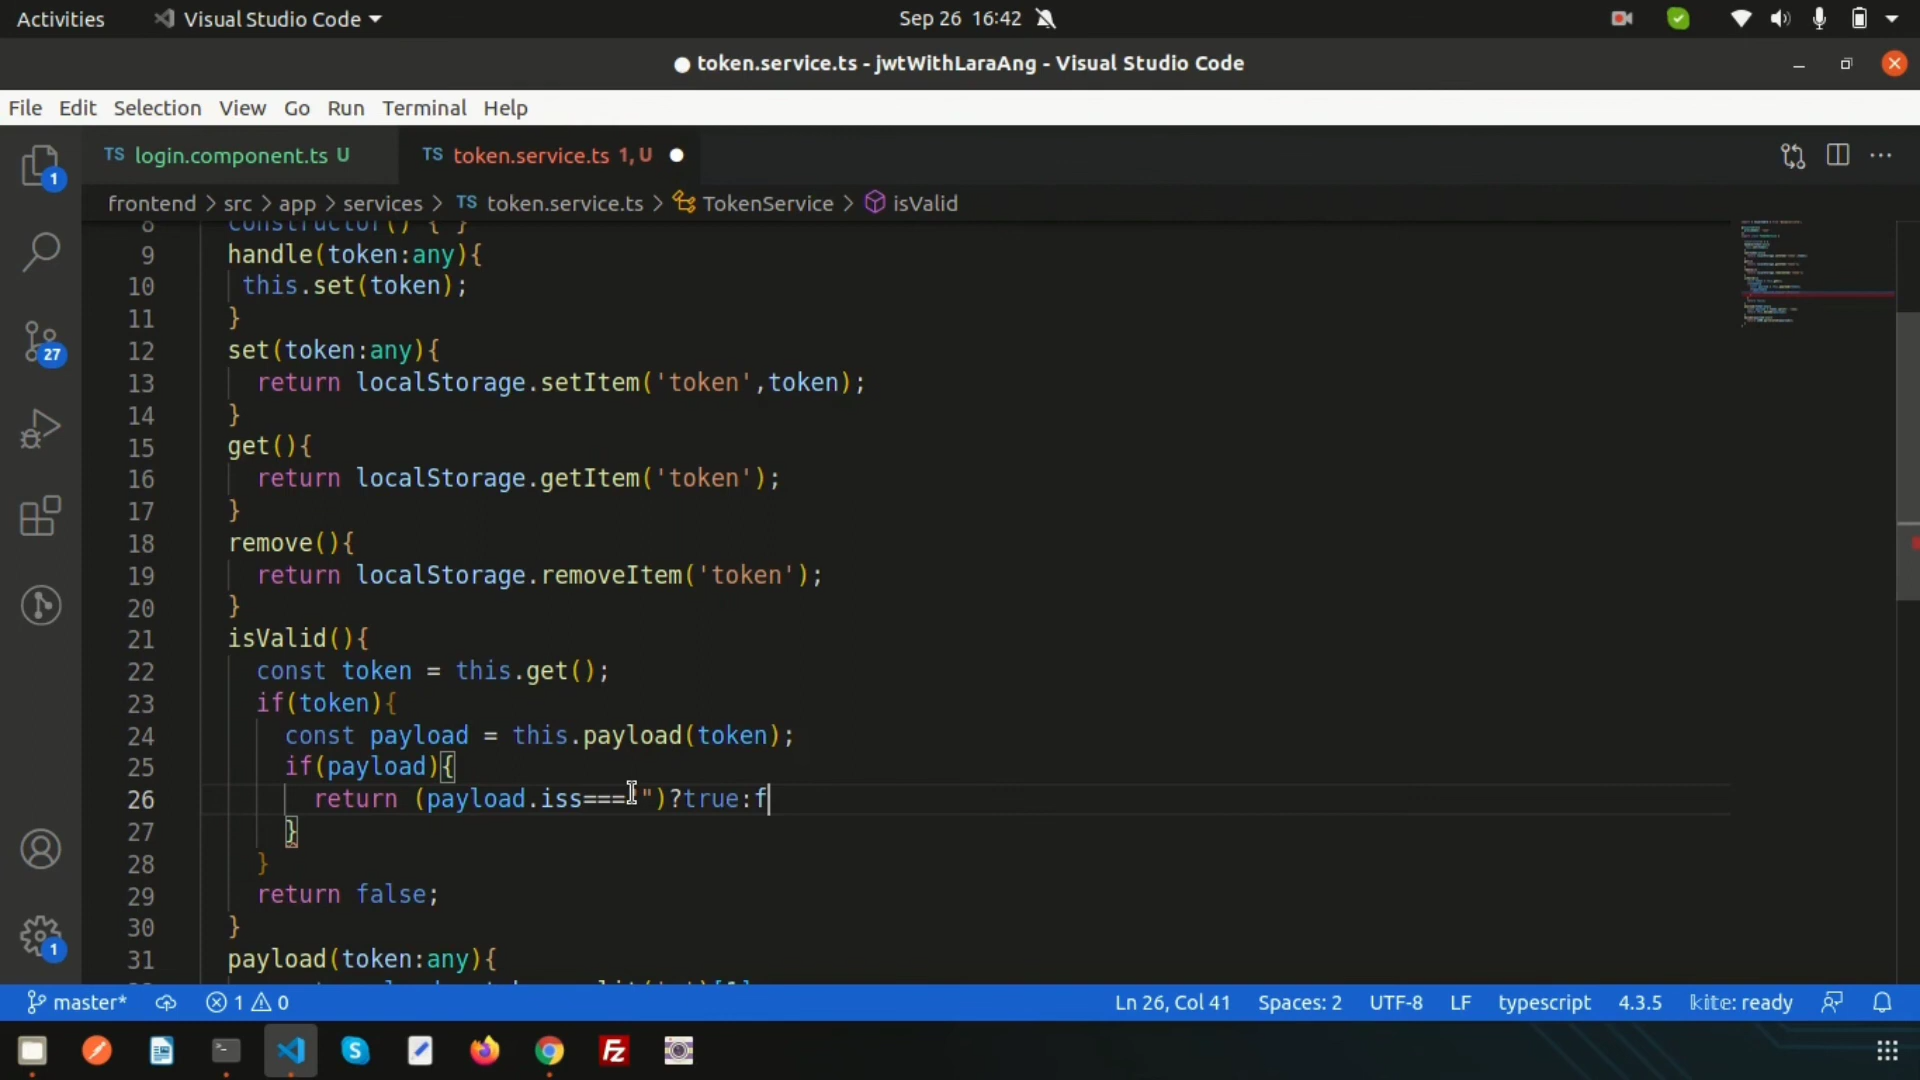 Activities Visual Studio Code Sep 26 16:42
token.service.ts - jwtWithLaraAng - Visual Studio Code
File Edit Selection View Go Run Terminal Help
TS login.component.ts U TS token.service.ts 1, U
frontend > src > app > services > TS token.service.ts > TokenService > isValid
8 constructor() { }
9 handle(token:any){
10 this.set(token);
11 }
12 set(token:any){
13 return localStorage.setItem('token',token);
14 }
15 get(){
16 return localStorage.getItem('token');
17 }
18 remove(){
19 return localStorage.removeItem('token');
20 }
21 isValid(){
22 const token = this.get();
23 if(token){
24 const payload = this.payload(token);
25 if(payload){
26 return (payload.iss==="")?true:f
27 }
28 }
29 return false;
30 }
31 payload(token:any){
1
27
1
master* 1 0 Ln 26, Col 41 Spaces: 2 UTF-8 LF typescript 4.3.5 kite: ready